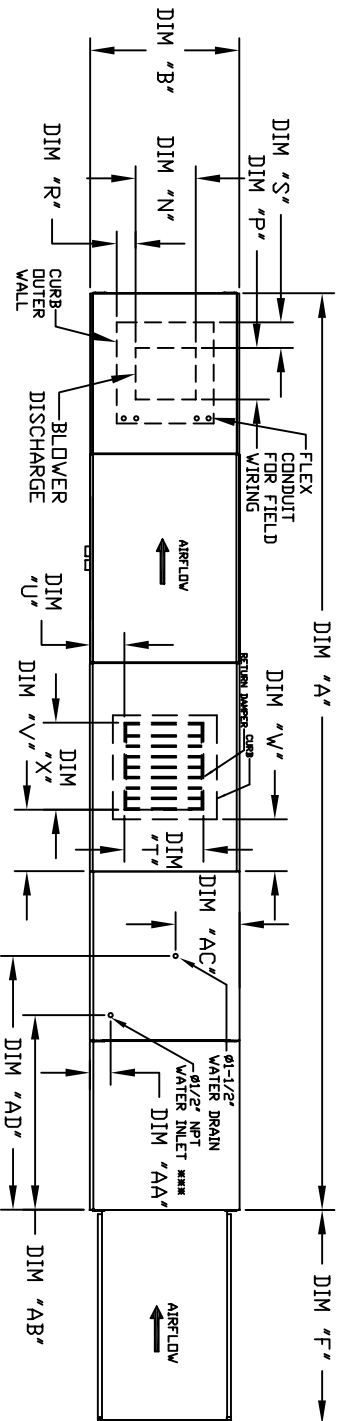 DIM "A"
DIM "F"
DIM "S"
DIM "P"
FLEX
CONDUIT
FOR FIELD
WIRING
DIM "W"
RETURN DAMPER CURB
DIM "B"
DIM "N"
DIM "R"
CURB
OUTER
WALL
BLOWER
DISCHARGE
AIRFLOW
DIM
"U"
DIM "V"
DIM
"X"
DIM
"T"
DIM "AC"
Ø1-1/2"
WATER DRAIN
Ø1/2" NPT
WATER INLET ***
DIM "AA"
DIM "AD"
DIM "AB"
AIRFLOW